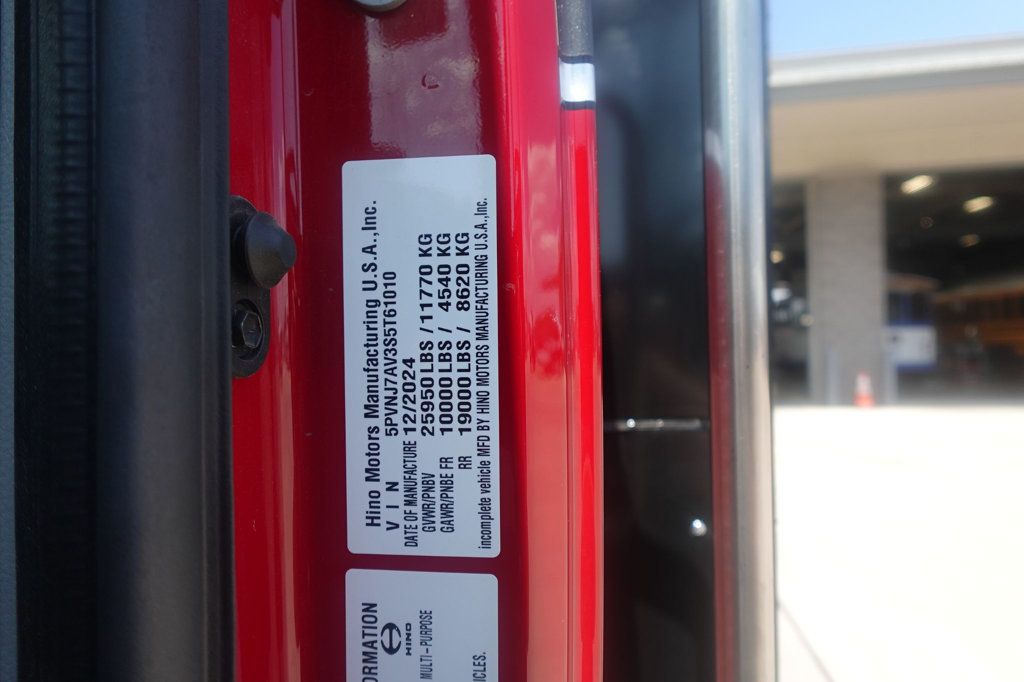 Hino Motors Manufacturing U.S.A.,Inc.
V I N 5PVNJ7AV3S5T61010
DATE OF MANUFACTURE 12/2024
GVWR/PNBV 25950 LBS / 11770 KG
GAWR/PNBE FR 10000 LBS / 4540 KG
RR 19000 LBS / 8620 KG
incomplete vehicle MFD BY HINO MOTORS MANUFACTURING U.S.A.,Inc.
ORMATION
HINO
MULTI-PURPOSE
ICLES.